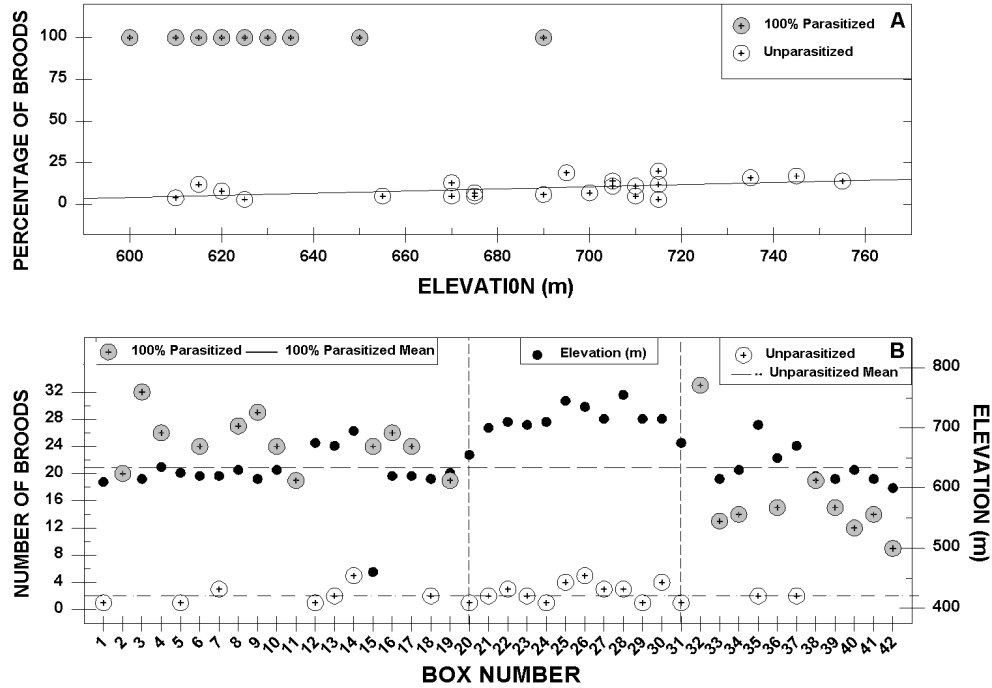 A
100% Parasitized
Unparasitized
PERCENTAGE OF BROODS
100
75
50
25
0
600 620 640 660 680 700 720 740 760
ELEVATI0N (m)
100% Parasitized 100% Parasitized Mean
Elevation (m)
B
Unparasitized
Unparasitized Mean
NUMBER OF BROODS
32
28
24
20
16
12
8
4
0
800
700
600
500
400
ELEVATION (m)
1 2 3 4 5 6 7 8 9 10 11 12 13 14 15 16 17 18 19 20 21 22 23 24 25 26 27 28 29 30 31 32 33 34 35 36 37 38 39 40 41 42
BOX NUMBER